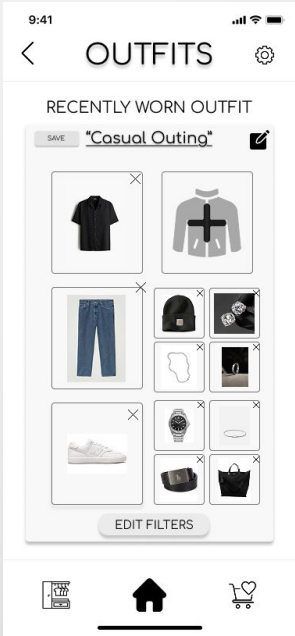 9:41
OUTFITS
RECENTLY WORN OUTFIT
SAVE
"Casual Outing"
EDIT FILTERS